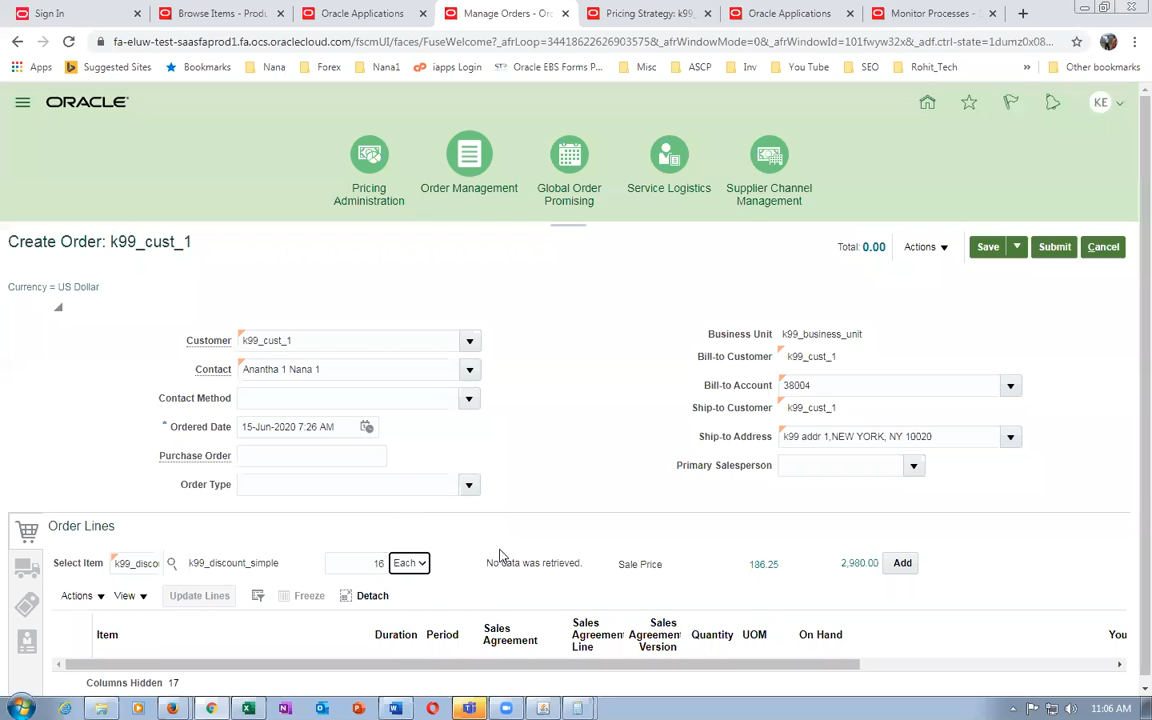 Sign In
Browse Items - Produ
Oracle Applications
Manage Orders - Ord
Pricing Strategy: k99_
Oracle Applications
Monitor Processes -
fa-eluw-test-saasfaprod1.fa.ocs.oraclecloud.com/fscmUI/faces/FuseWelcome?_afrLoop=34418622626903575&_afrWindowMode=0&_afrWindowId=101fwyw32x&_adf.ctrl-state=1dumz0x08...
Apps Suggested Sites Bookmarks Nana Forex Nana1 iapps Login Oracle EBS Forms P... Misc ASCP Inv You Tube SEO Rohit_Tech » Other bookmarks
ORACLE
KE
Pricing Administration
Order Management
Global Order Promising
Service Logistics
Supplier Channel Management
Create Order: k99_cust_1
Total: 0.00 Actions Save Submit Cancel
Currency = US Dollar
Customer k99_cust_1
Contact Anantha 1 Nana 1
Contact Method
* Ordered Date 15-Jun-2020 7:26 AM
Purchase Order
Order Type
Business Unit k99_business_unit
Bill-to Customer k99_cust_1
Bill-to Account 38004
Ship-to Customer k99_cust_1
Ship-to Address k99 addr 1,NEW YORK, NY 10020
Primary Salesperson
Order Lines
Select Item k99_disco k99_discount_simple 16 Each No data was retrieved. Sale Price 186.25 2,980.00 Add
Actions View Update Lines Freeze Detach
Item Duration Period Sales Agreement Sales Agreement Line Sales Agreement Version Quantity UOM On Hand You
Columns Hidden 17
11:06 AM